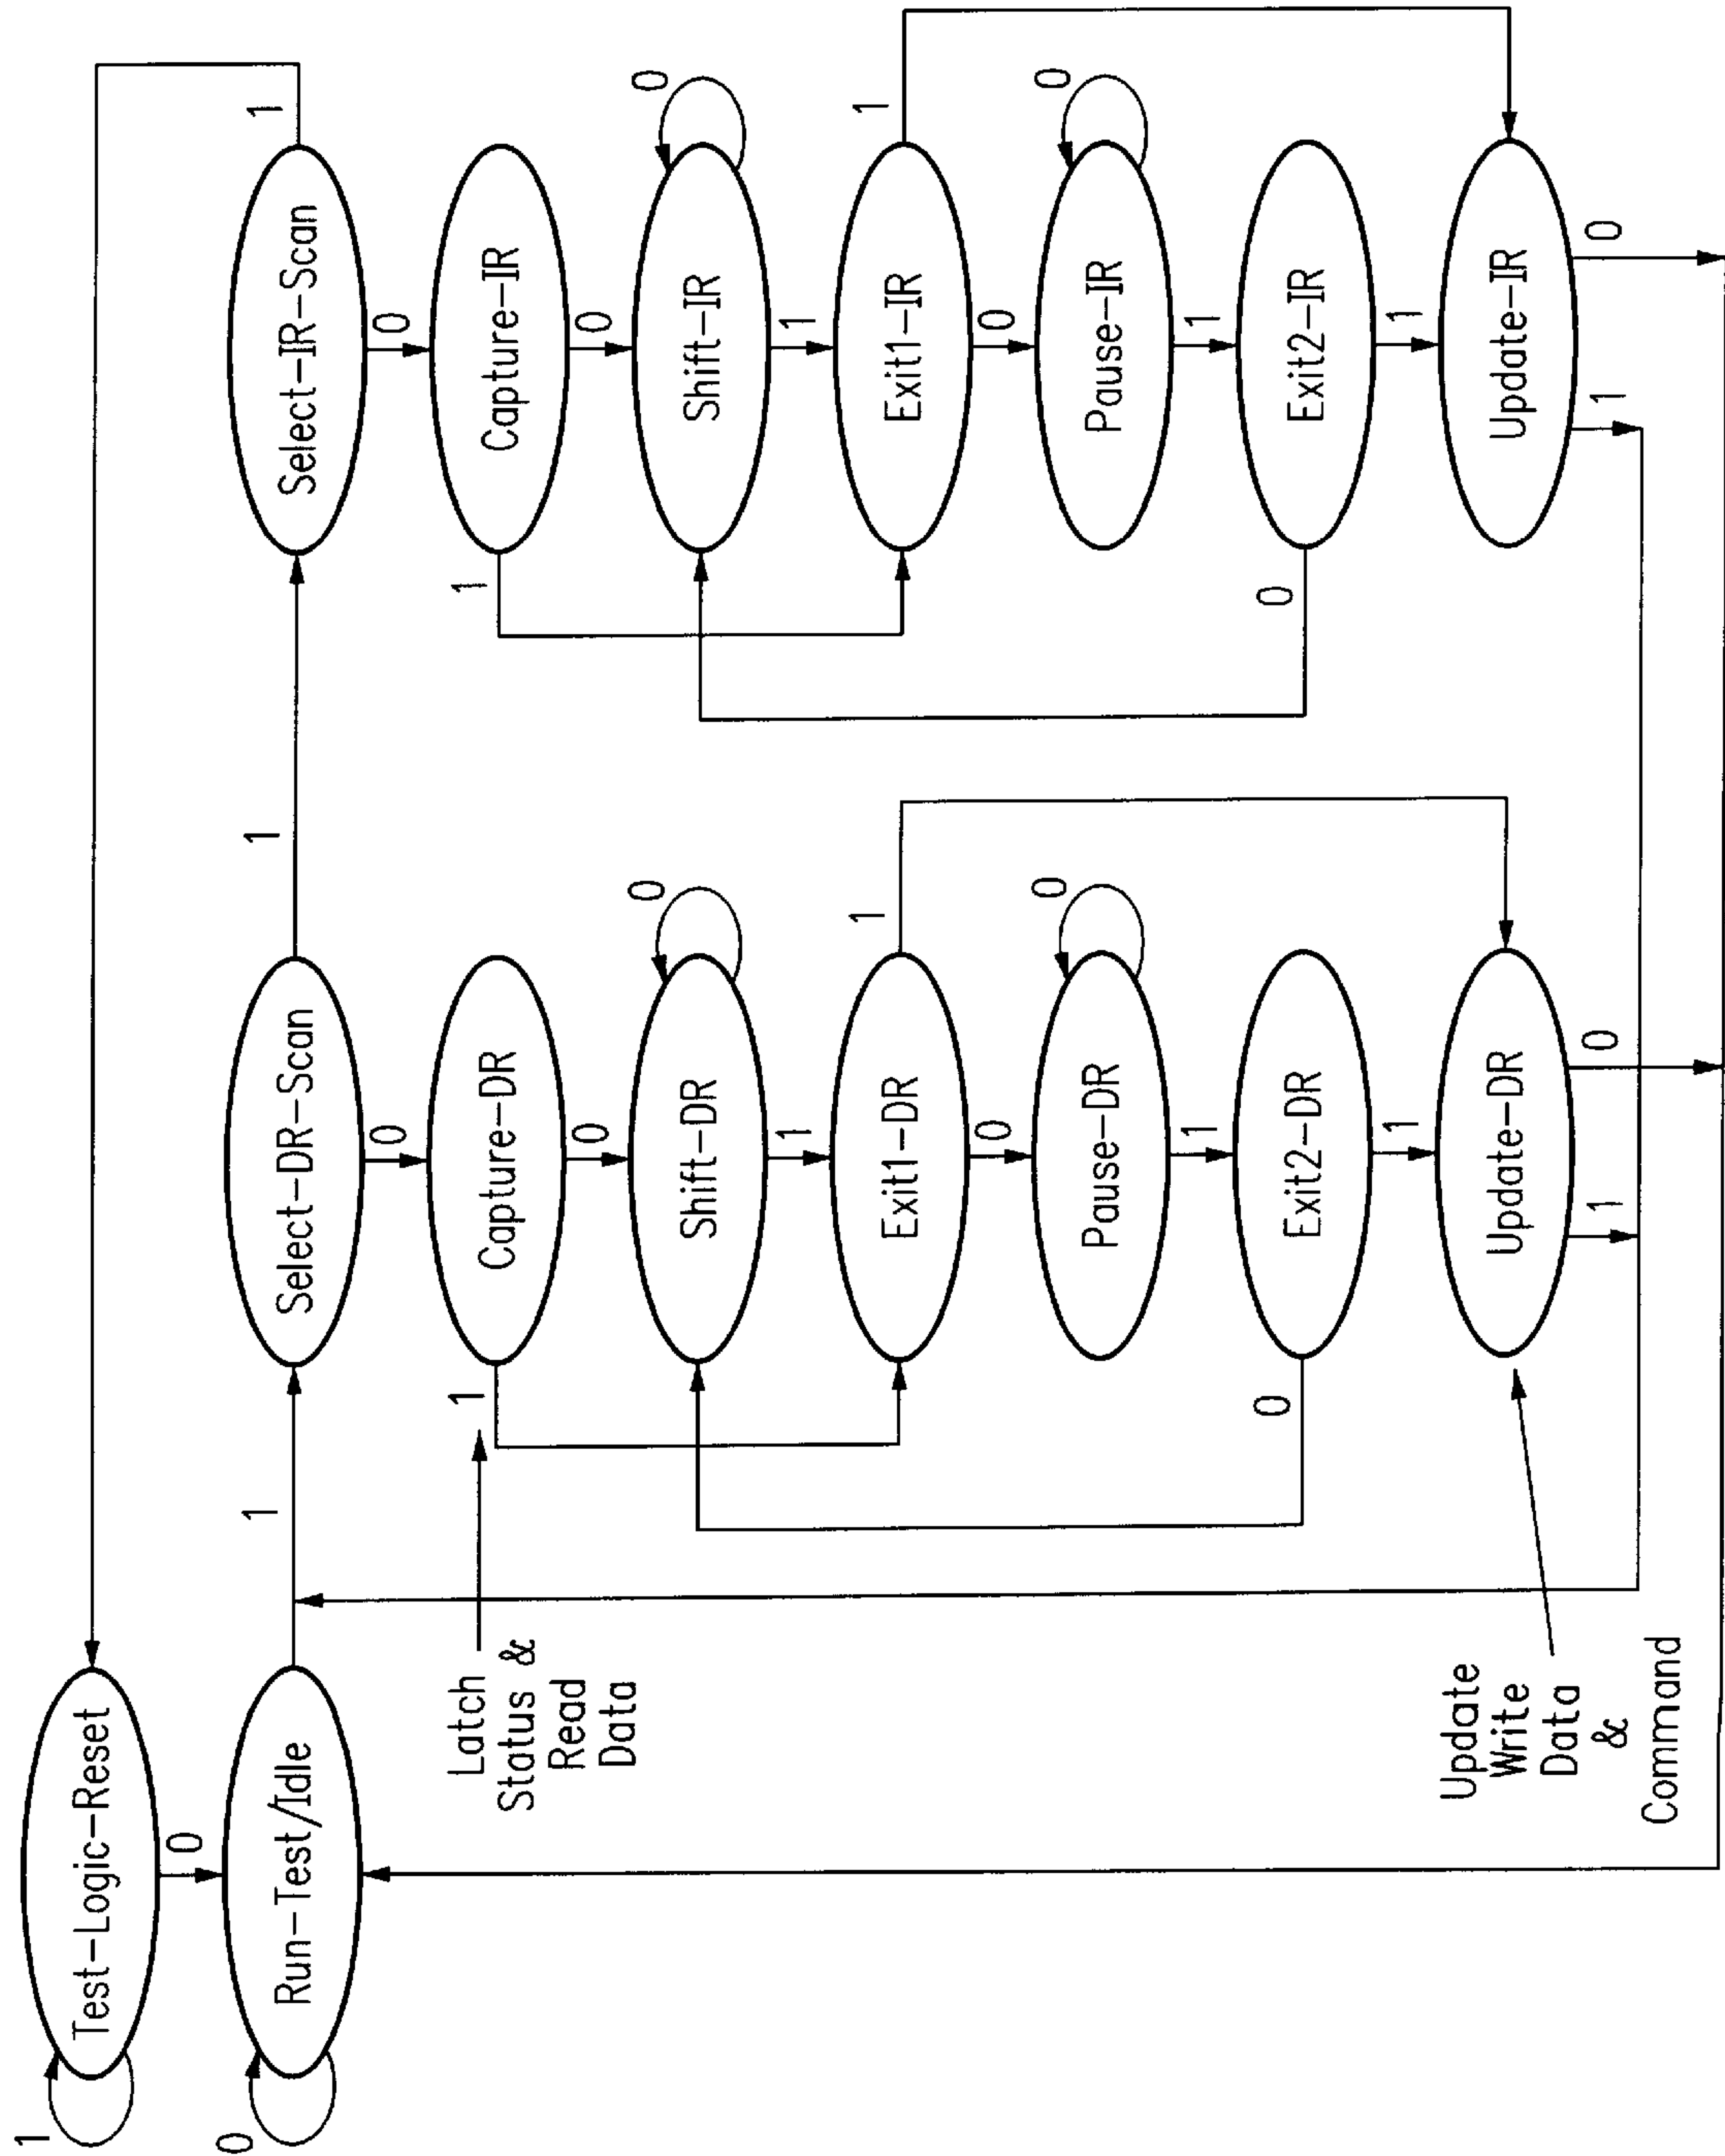 1
Test-Logic-Reset
0
0
Run-Test/Idle
1
Select-DR-Scan
1
Select-IR-Scan
1
0
0
Latch
Status &
Read
Data
1
Capture-DR
0
1
Capture-IR
0
Shift-DR
0
1
Shift-IR
0
1
Exit1-DR
1
0
Exit1-IR
1
0
Pause-DR
0
1
Pause-IR
0
1
0
Exit2-DR
1
0
Exit2-IR
1
Update
Write
Data
&
Command
Update-DR
1
0
Update-IR
1
0